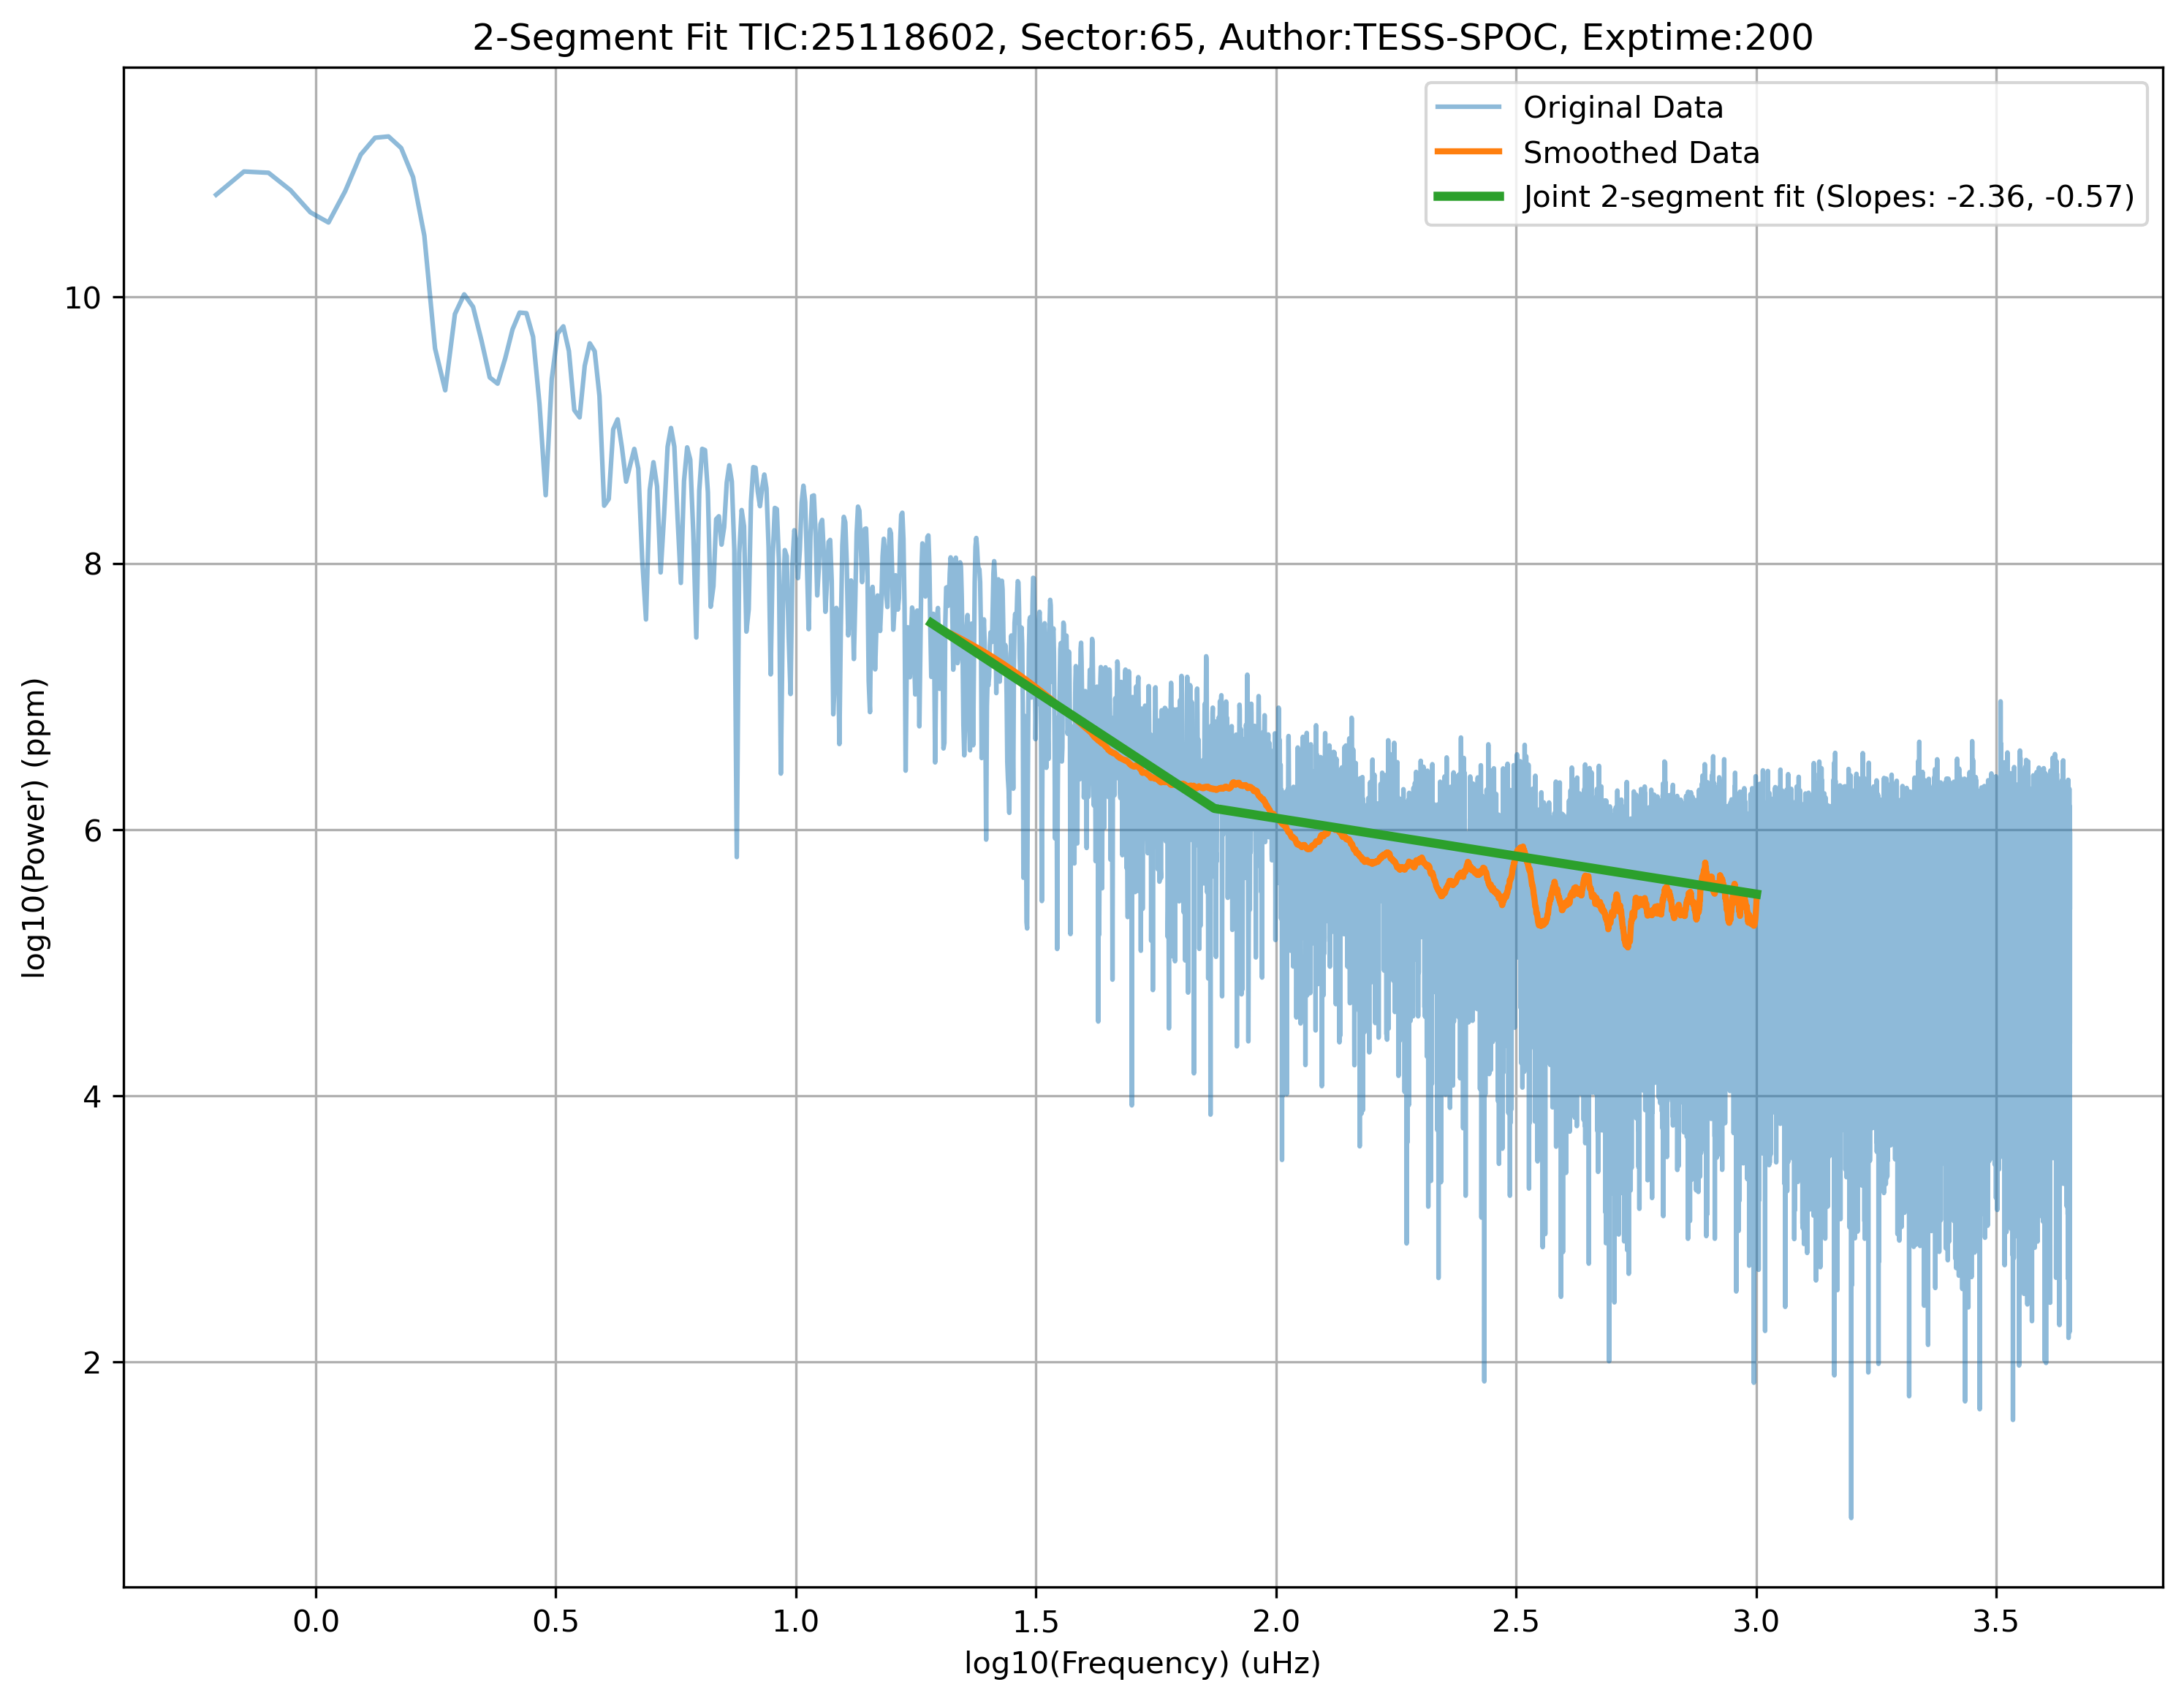 2-Segment Fit TIC:25118602, Sector:65, Author:TESS-SPOC, Exptime:200
Original Data
Smoothed Data
Joint 2-segment fit (Slopes: -2.36, -0.57)
log10(Power) (ppm)
10
8
6
4
2
0.0 0.5 1.0 1.5 2.0 2.5 3.0 3.5
log10(Frequency) (uHz)